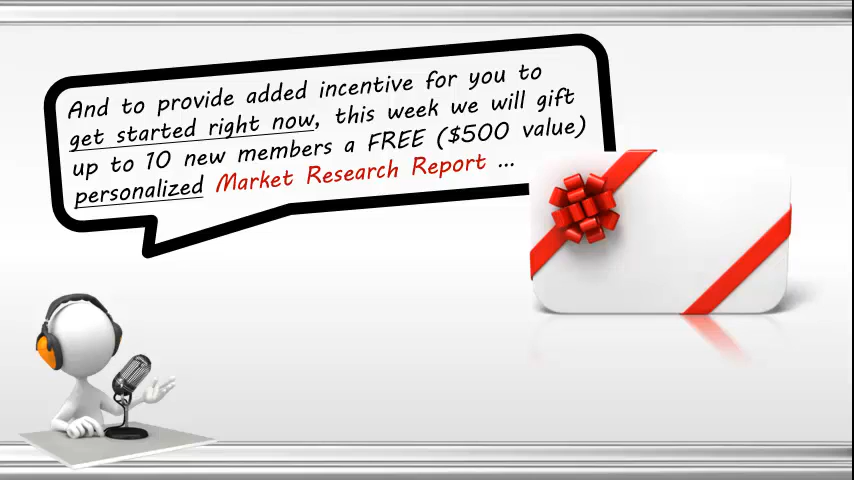 And to provide added incentive for you to
get started right now, this week we will gift
up to 10 new members a FREE ($500 value)
personalized Market Research Report ...